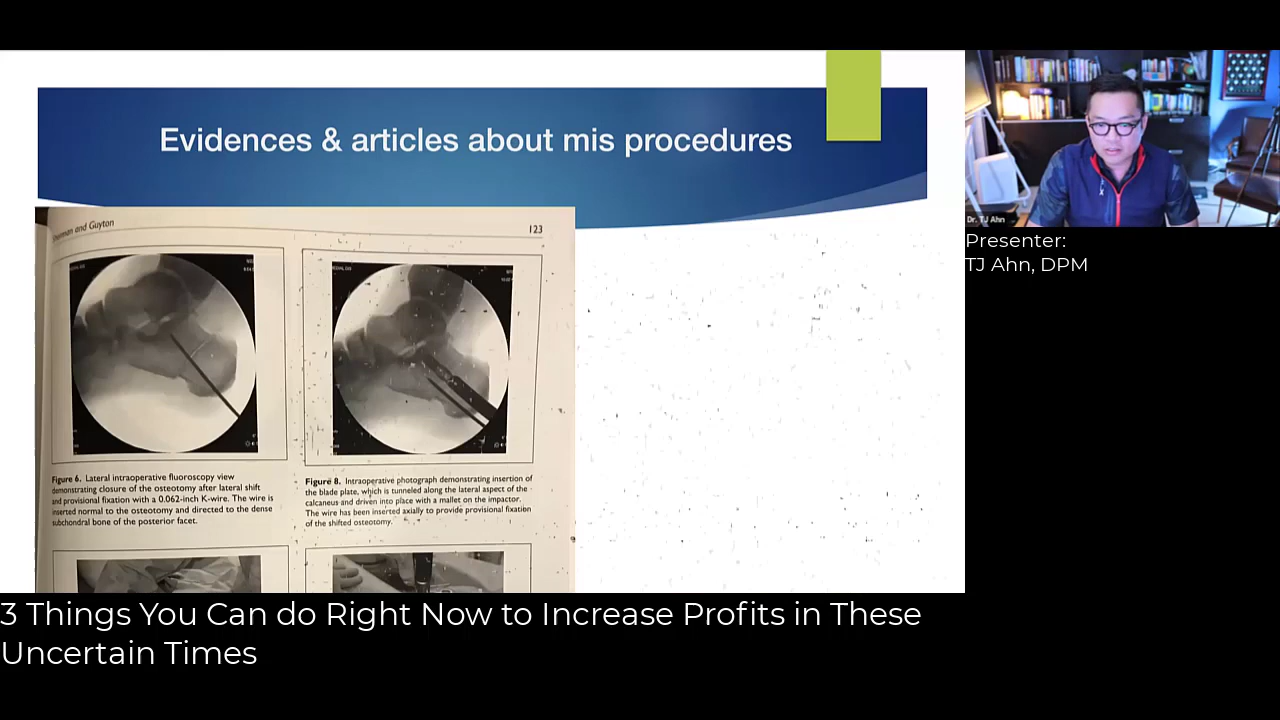 Evidences & articles about mis procedures
and Guyton
123
Figure 6. Lateral intraoperative fluoroscopy view
demonstrating closure of the osteotomy after lateral shift
and provisional fixation with a 0.062-inch K-wire. The wire is
inserted normal to the osteotomy and directed to the dense
subchondral bone of the posterior facet.
Figure 8. Intraoperative photograph demonstrating insertion of
the blade plate, which is tunneled along the lateral aspect of the
calcaneus and driven into place with a mallet on the impactor.
The wire has been inserted axially to provide provisional fixation
of the shifted osteotomy.
Dr. TJ Ahn
Presenter:
TJ Ahn, DPM
3 Things You Can do Right Now to Increase Profits in These
Uncertain Times